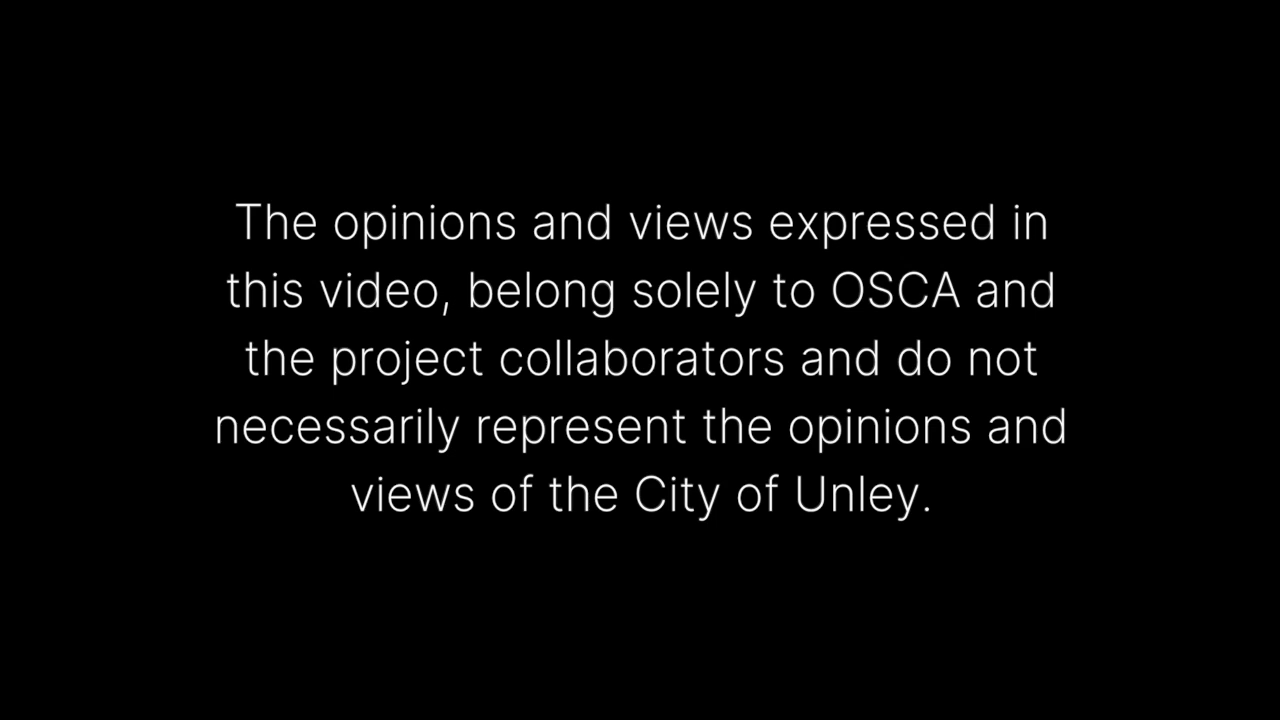 The opinions and views expressed in
this video, belong solely to OSCA and
the project collaborators and do not
necessarily represent the opinions and
views of the City of Unley.